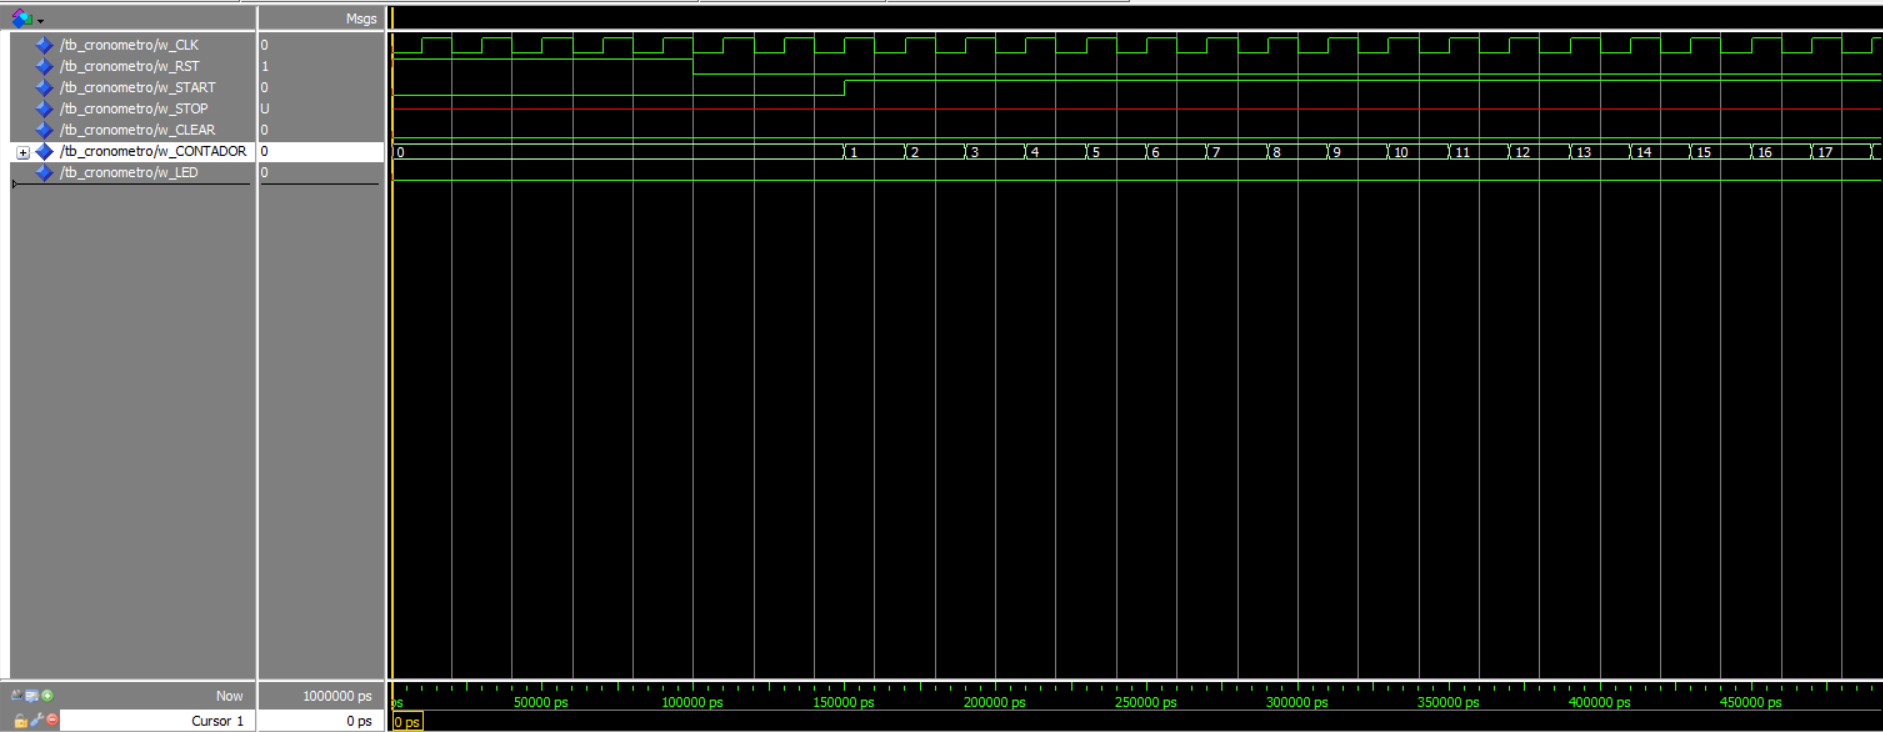 Msgs
/tb_cronometro/w_CLK 0
/tb_cronometro/w_RST 1
/tb_cronometro/w_START 0
/tb_cronometro/w_STOP U
/tb_cronometro/w_CLEAR 0
/tb_cronometro/w_CONTADOR 0 0 1 2 3 4 5 6 7 8 9 10 11 12 13 14 15 16 17
/tb_cronometro/w_LED 0
Now 1000000 ps ps 50000 ps 100000 ps 150000 ps 200000 ps 250000 ps 300000 ps 350000 ps 400000 ps 450000 ps
Cursor 1 0 ps 0 ps